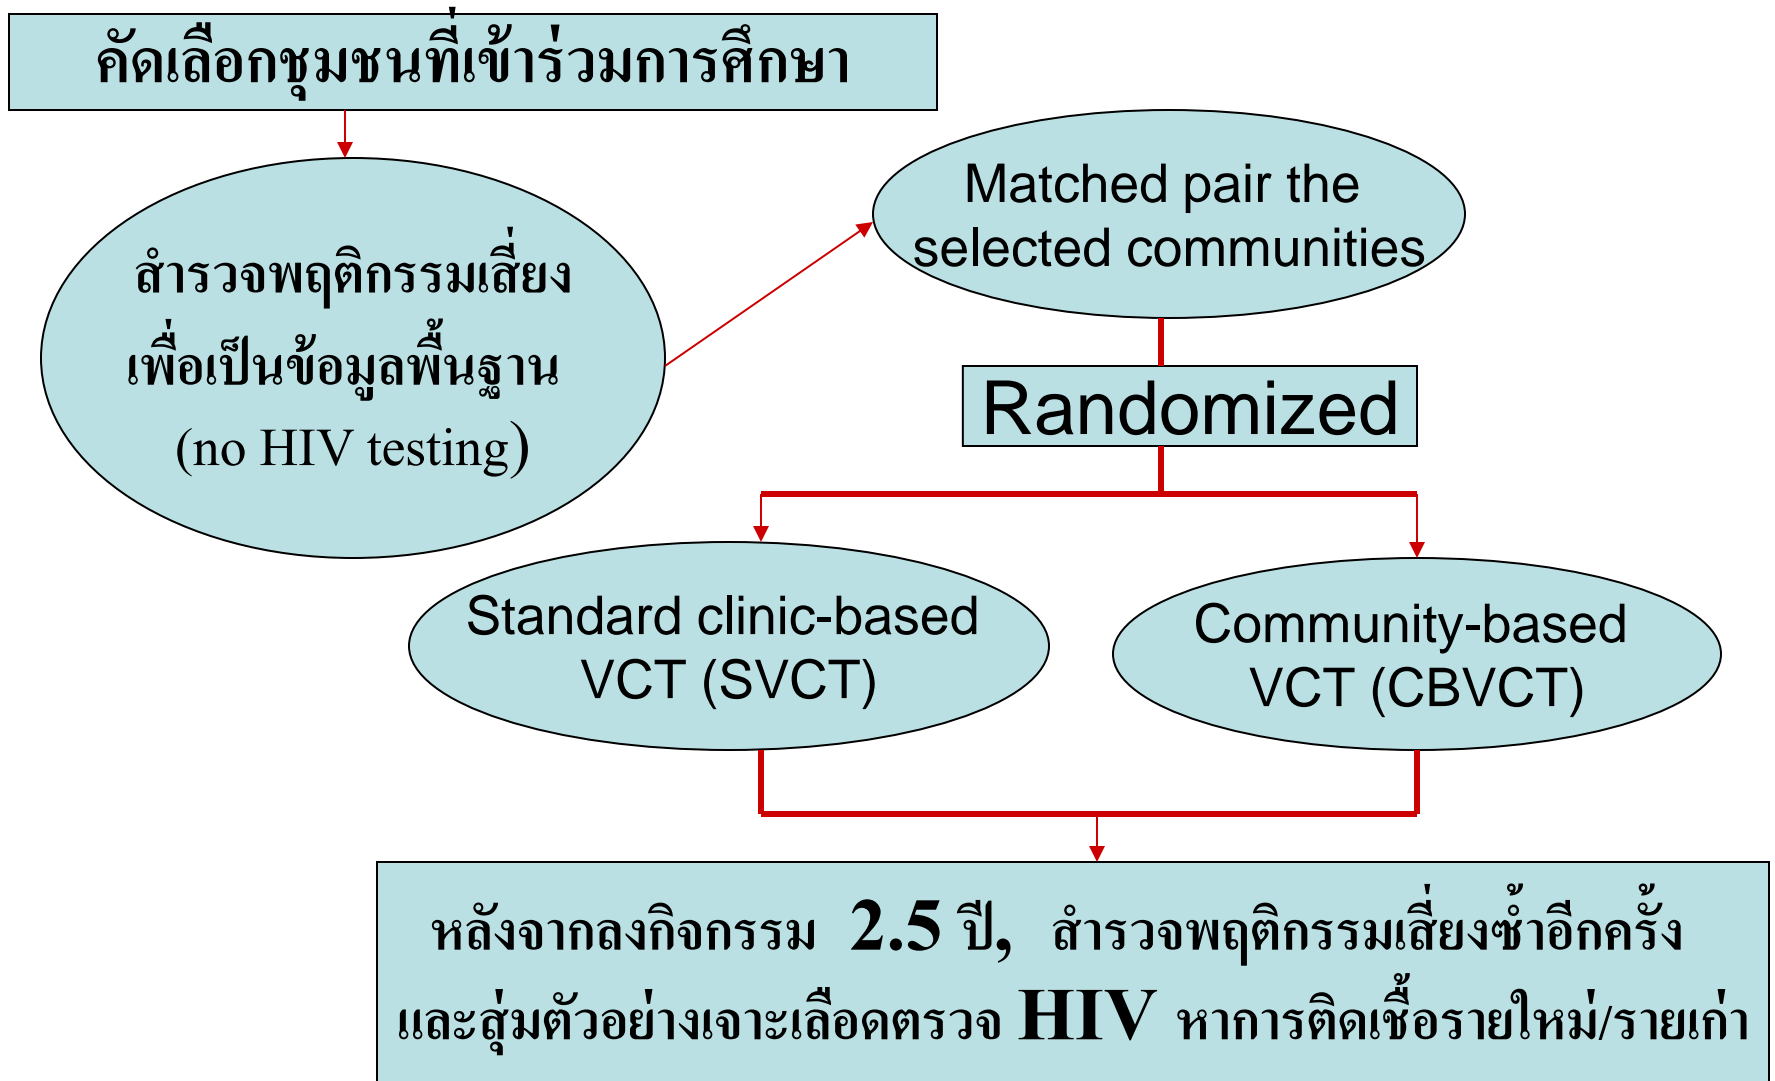 คัดเลือกชุมชนที่เข้าร่วมการศึกษา
สำรวจพฤติกรรมเสี่ยง
เพื่อเป็นข้อมูลพื้นฐาน
(no HIV testing)
Matched pair the
selected communities
Randomized
Standard clinic-based
VCT (SVCT)
Community-based
VCT (CBVCT)
หลังจากลงกิจกรรม 2.5 ปี, สำรวจพฤติกรรมเสี่ยงซ้ำอีกครั้ง
และสุ่มตัวอย่างเจาะเลือดตรวจ HIV หาการติดเชื้อรายใหม่/รายเก่า